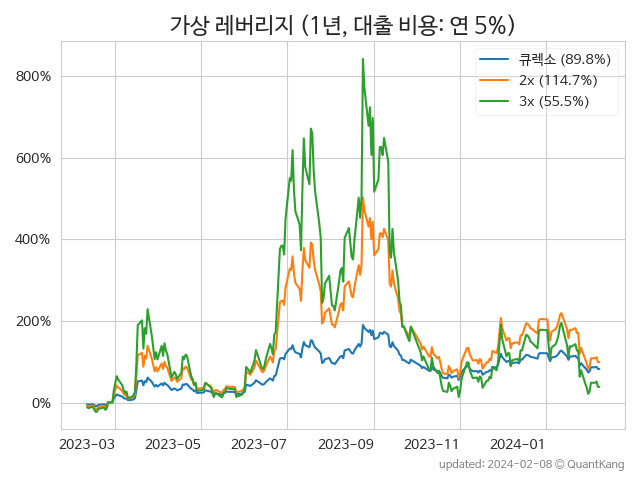 가상 레버리지 (1년, 대출 비용: 연 5%)
큐렉소 (89.8%)
2x (114.7%)
3x (55.5%)
800%
600%
400%
200%
0%
2023-03 2023-05 2023-07 2023-09 2023-11 2024-01
updated: 2024-02-08 © QuantKang